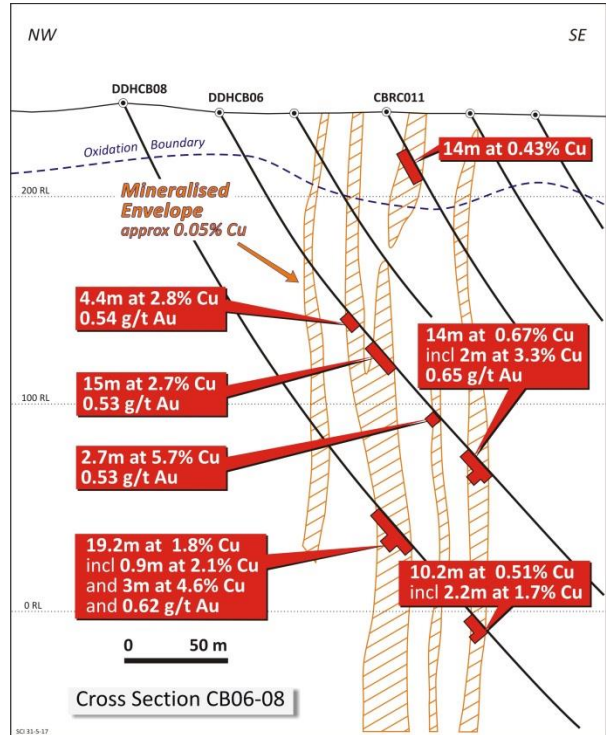 NW
SE
DDHCB08
DDHCB06
CBRC011
Oxidation Boundary
14m at 0.43% Cu
200 RL
Mineralised
Envelope
approx 0.05% Cu
4.4m at 2.8% Cu
0.54 g/t Au
14m at 0.67% Cu
incl 2m at 3.3% Cu
0.65 g/t Au
15m at 2.7% Cu
0.53 g/t Au
100 RL
2.7m at 5.7% Cu
0.53 g/t Au
19.2m at 1.8% Cu
incl 0.9m at 2.1% Cu
and 3m at 4.6% Cu
and 0.62 g/t Au
10.2m at 0.51% Cu
incl 2.2m at 1.7% Cu
0 RL
0 50 m
Cross Section CB06-08
SCI 31-5-17